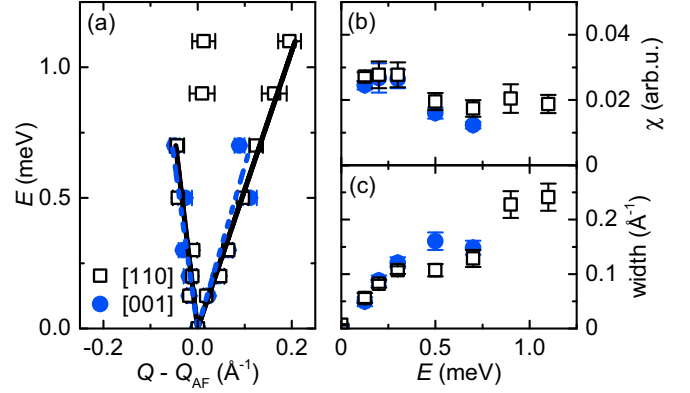 (a)
1.0
0.5
0.0
E (meV)
[110]
[001]
-0.2
0.0
0.2
Q - Q_AF (Å⁻¹)
(b)
0.04
0.02
0
χ (arb.u.)
(c)
0.2
0.1
0
width (Å⁻¹)
0
0.5
1.0
E (meV)